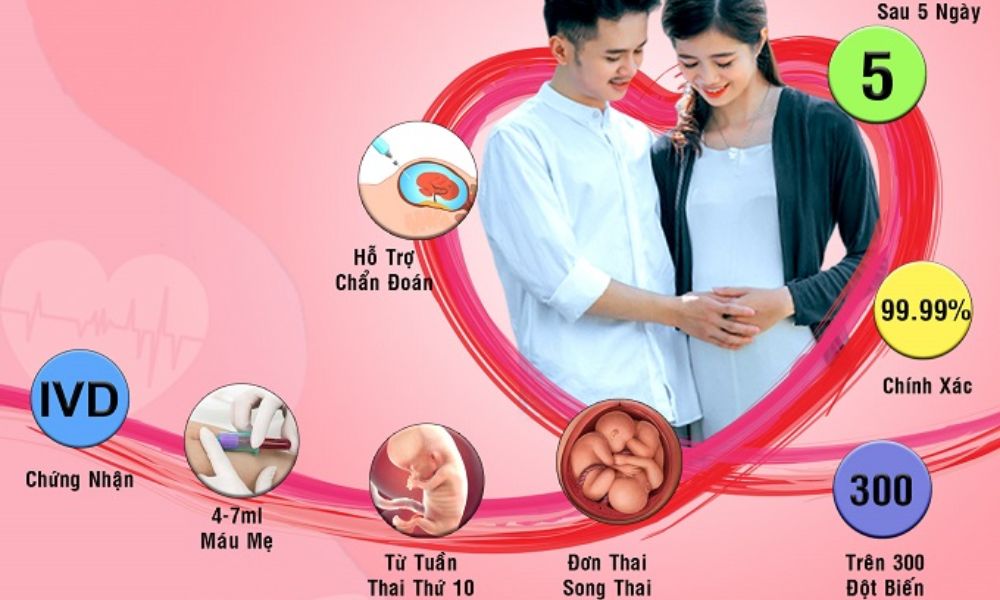 Sau 5 Ngày
5
Hỗ Trợ
Chẩn Đoán
99.99%
Chính Xác
IVD
Chứng Nhận
4-7ml
Máu Mẹ
Từ Tuần
Thai Thứ 10
Đơn Thai
Song Thai
300
Trên 300
Đột Biến